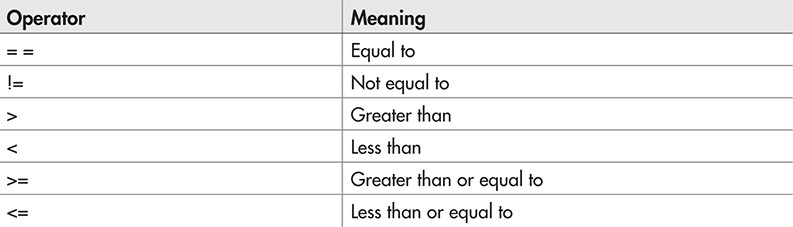 Operator Meaning
= = Equal to
!= Not equal to
> Greater than
< Less than
>= Greater than or equal to
<= Less than or equal to